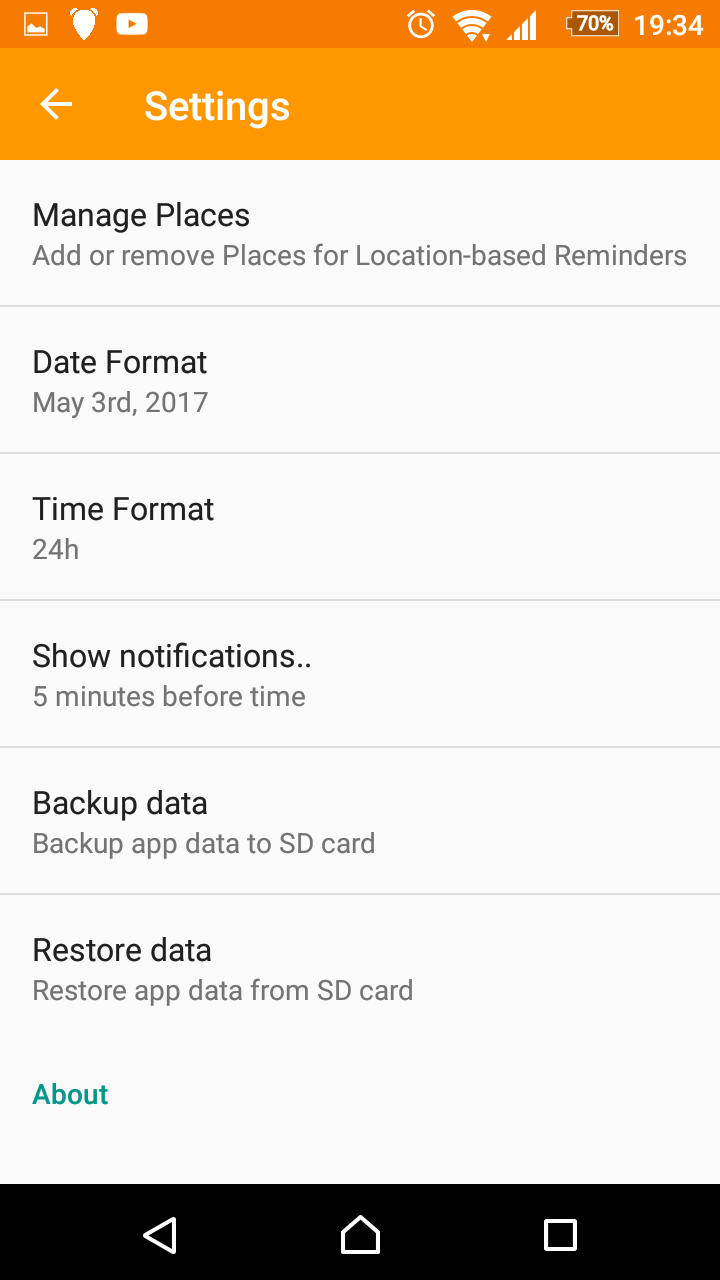 70% 19:34
Settings
Manage Places
Add or remove Places for Location-based Reminders
Date Format
May 3rd, 2017
Time Format
24h
Show notifications..
5 minutes before time
Backup data
Backup app data to SD card
Restore data
Restore app data from SD card
About